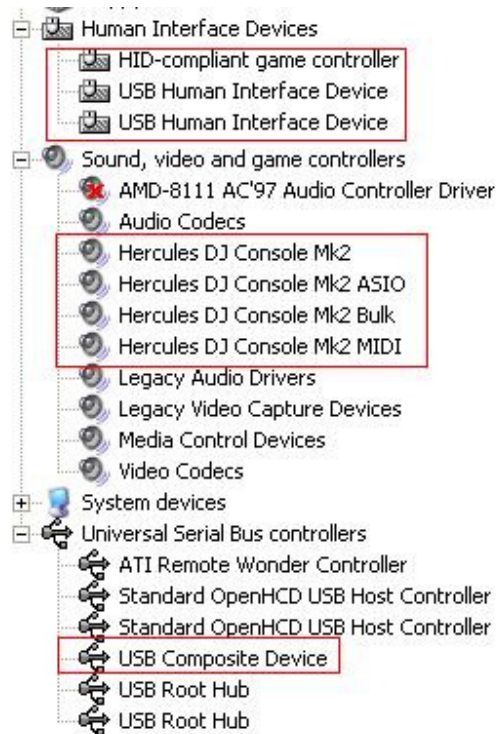 Human Interface Devices
HID-compliant game controller
USB Human Interface Device
USB Human Interface Device
Sound, video and game controllers
AMD-8111 AC'97 Audio Controller Driver
Audio Codecs
Hercules DJ Console Mk2
Hercules DJ Console Mk2 ASIO
Hercules DJ Console Mk2 Bulk
Hercules DJ Console Mk2 MIDI
Legacy Audio Drivers
Legacy Video Capture Devices
Media Control Devices
Video Codecs
System devices
Universal Serial Bus controllers
ATI Remote Wonder Controller
Standard OpenHCD USB Host Controller
Standard OpenHCD USB Host Controller
USB Composite Device
USB Root Hub
USB Root Hub